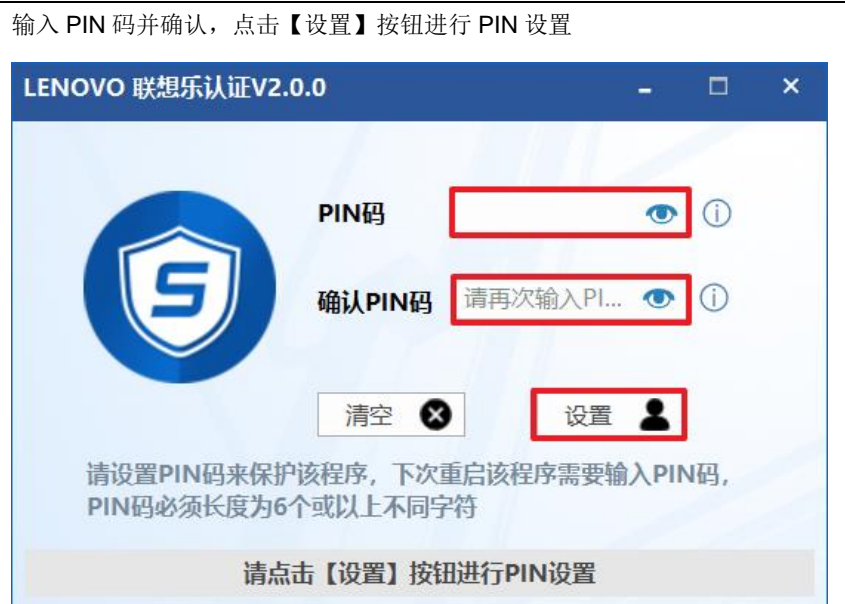 输入 PIN 码并确认，点击【设置】按钮进行 PIN 设置
LENOVO 联想乐认证V2.0.0
PIN码
S
确认PIN码 请再次输入PI...
清空 设置
请设置PIN码来保护该程序，下次重启该程序需要输入PIN码，
PIN码必须长度为6个或以上不同字符
请点击【设置】按钮进行PIN设置